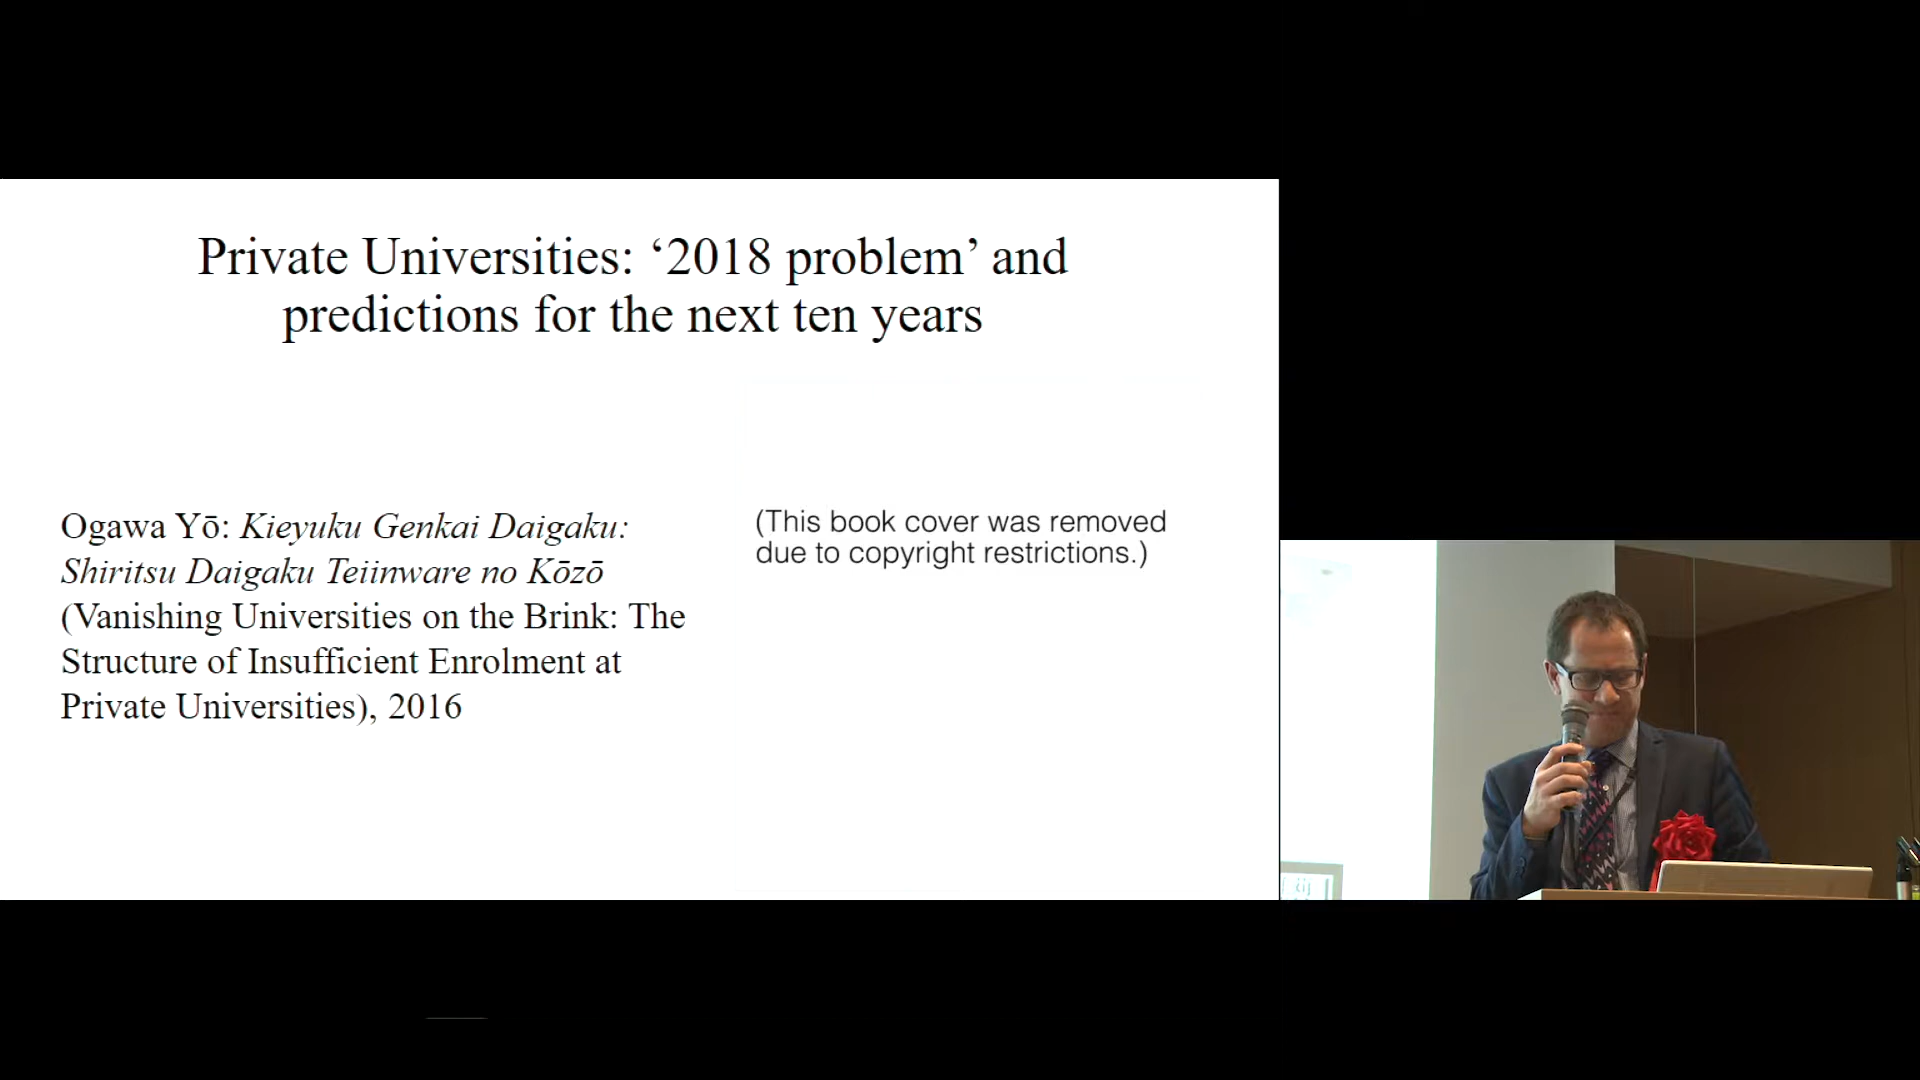 Private Universities: ‘2018 problem’ and
predictions for the next ten years
Ogawa Yō: Kieyuku Genkai Daigaku:
Shiritsu Daigaku Teiinware no Kōzō
(Vanishing Universities on the Brink: The
Structure of Insufficient Enrolment at
Private Universities), 2016
(This book cover was removed
due to copyright restrictions.)